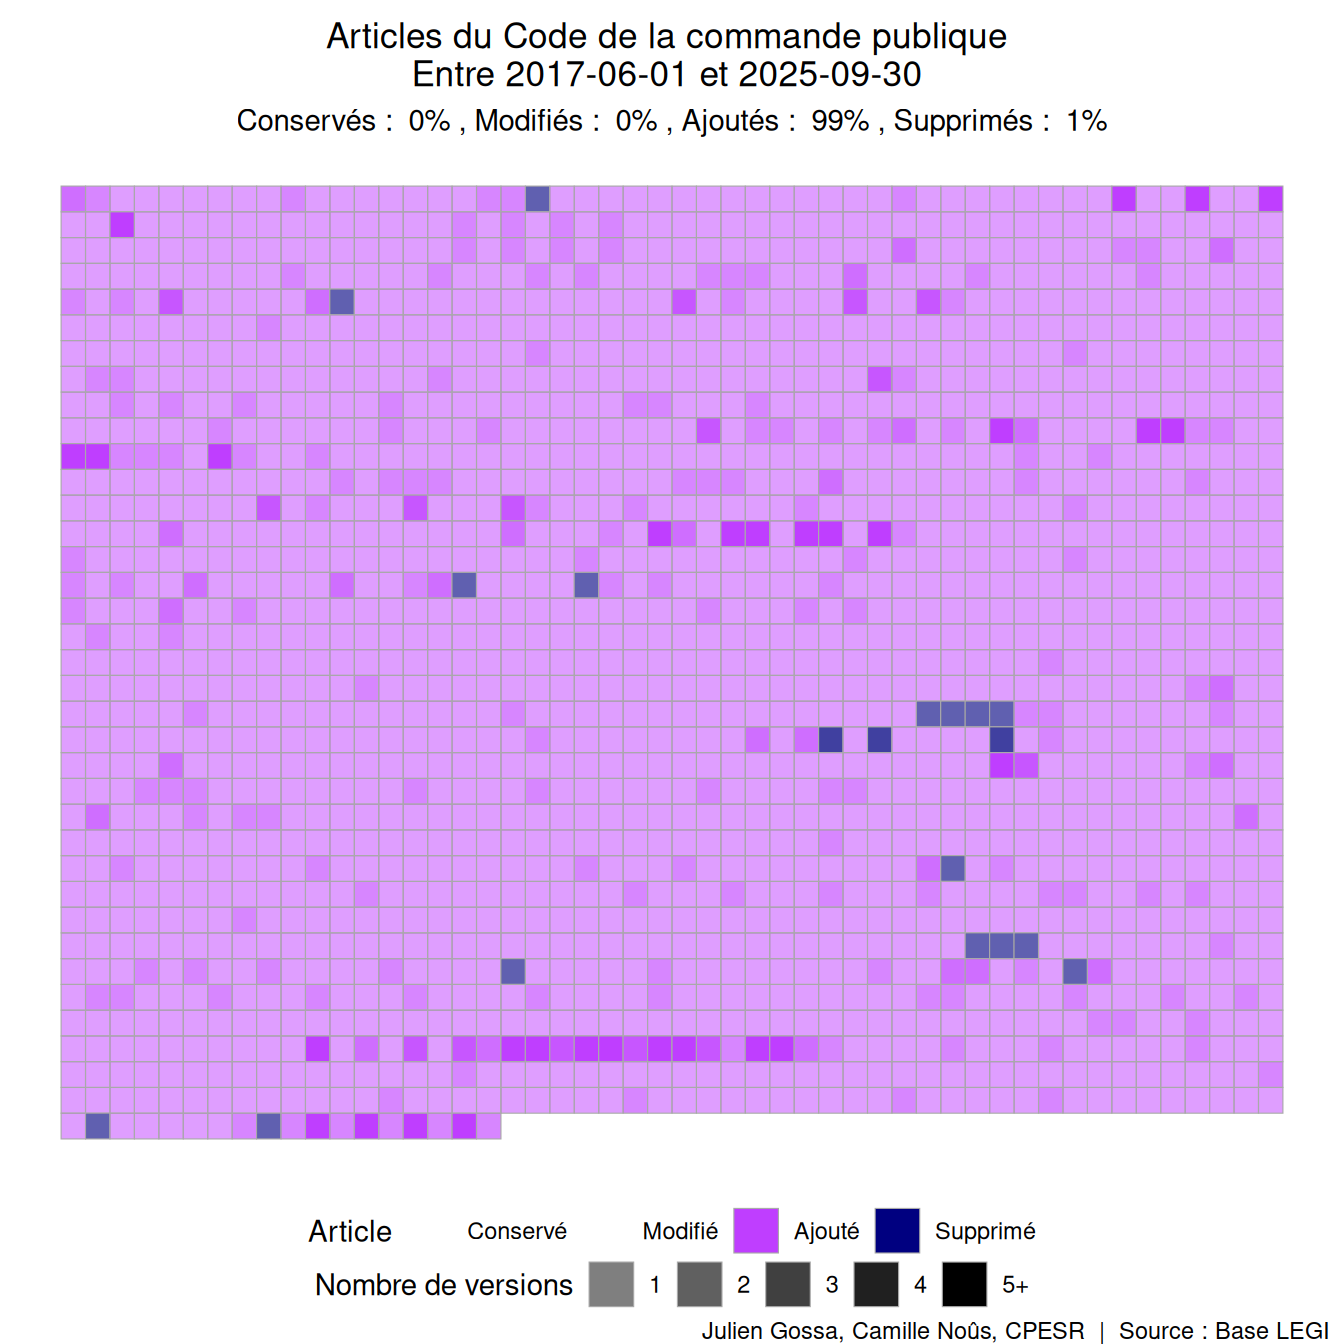 Articles du Code de la commande publique
Entre 2017-06-01 et 2025-09-30
Conservés : 0% , Modifiés : 0% , Ajoutés : 99% , Supprimés : 1%
Article Conservé Modifié Ajouté Supprimé
Nombre de versions 1 2 3 4 5+
Julien Gossa, Camille Noûs, CPESR | Source : Base LEGI